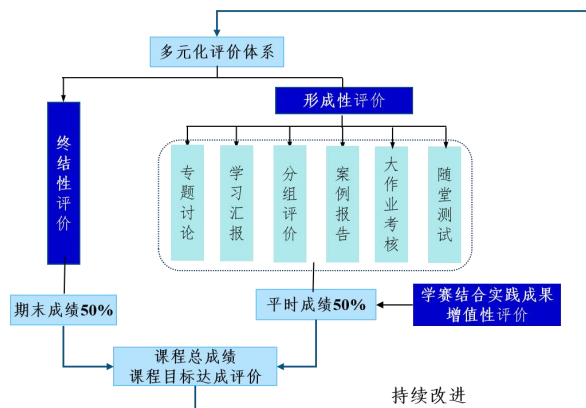 多元化评价体系
形成性评价
终结性评价
专题讨论
学习汇报
分组评价
案例报告
大作业考核
随堂测试
期末成绩50%
平时成绩50%
学赛结合实践成果
增值性评价
课程总成绩
课程目标达成评价
持续改进